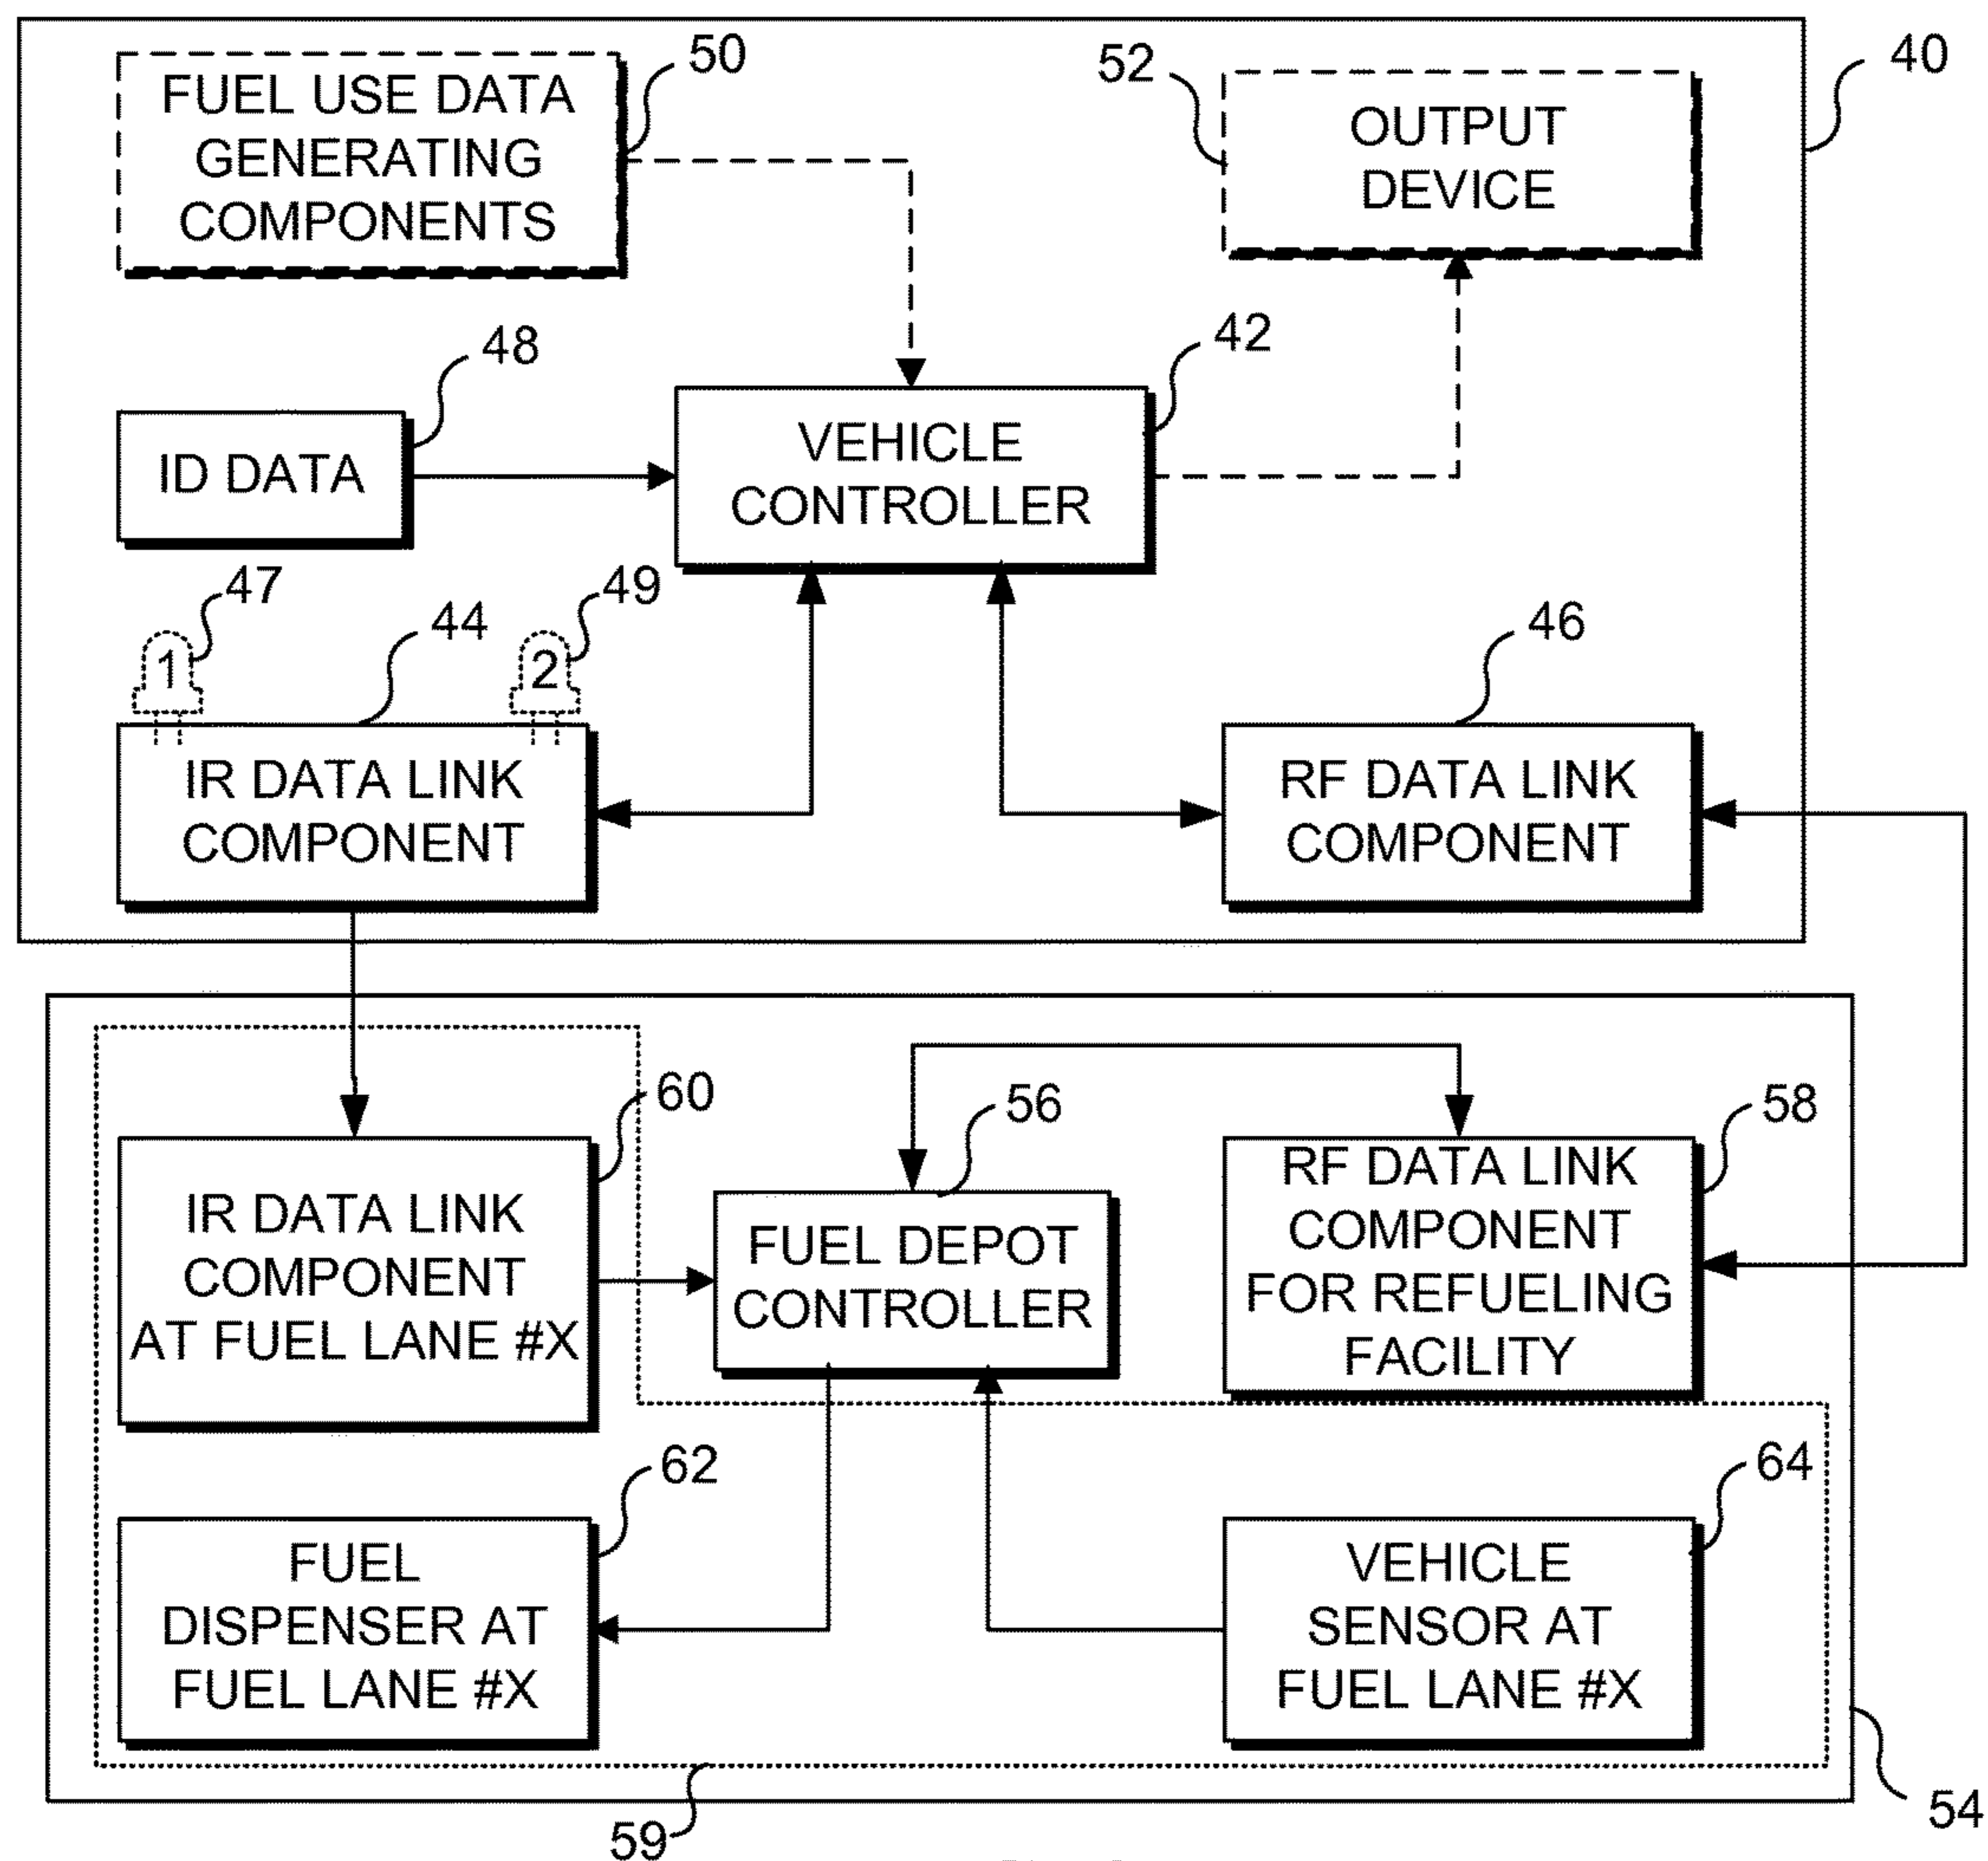 FUEL USE DATA
GENERATING
COMPONENTS
50
52
OUTPUT
DEVICE
40
48
ID DATA
42
VEHICLE
CONTROLLER
47
1
44
49
2
IR DATA LINK
COMPONENT
46
RF DATA LINK
COMPONENT
60
IR DATA LINK
COMPONENT
AT FUEL LANE #X
56
FUEL DEPOT
CONTROLLER
58
RF DATA LINK
COMPONENT
FOR REFUELING
FACILITY
62
FUEL
DISPENSER AT
FUEL LANE #X
64
VEHICLE
SENSOR AT
FUEL LANE #X
59
54